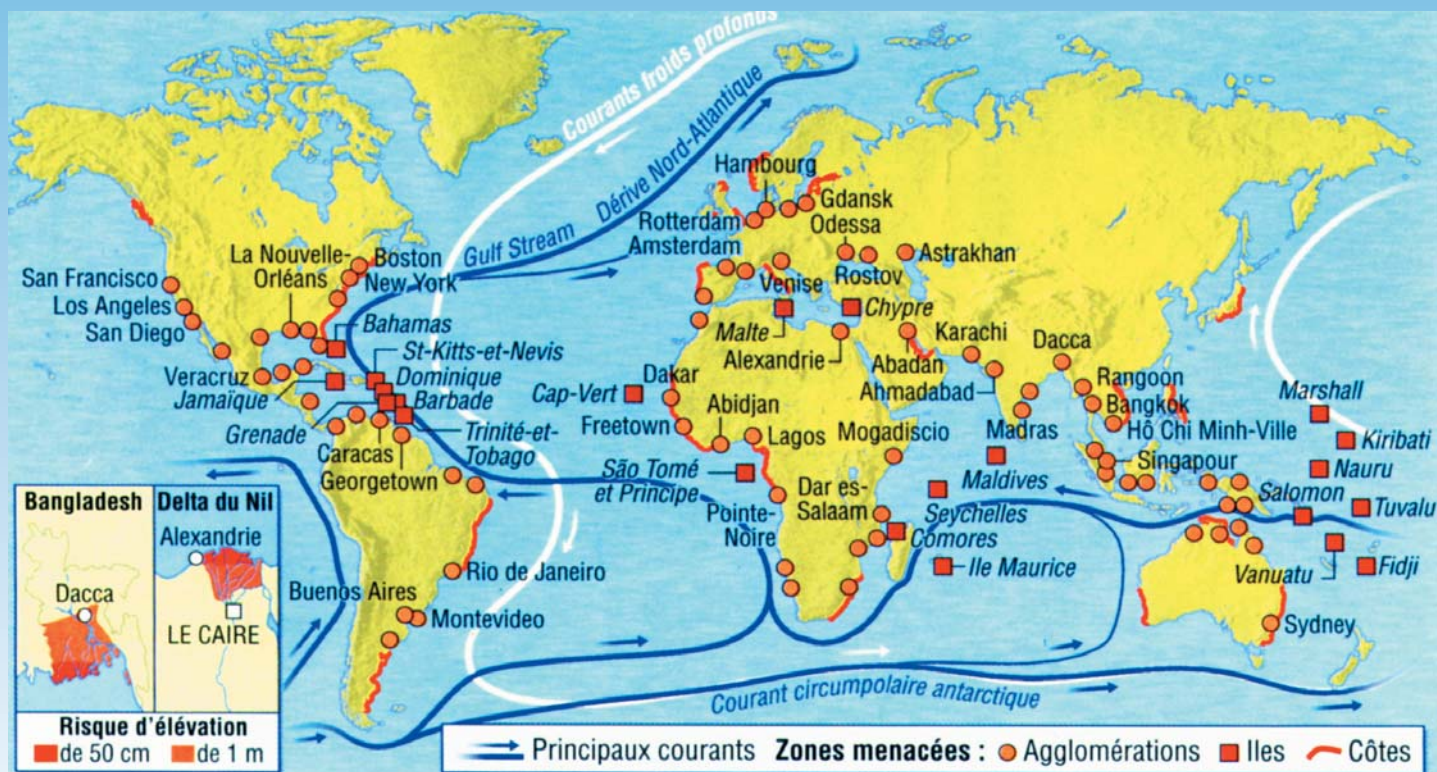 Courants froids profonds
Dérive Nord-Atlantique
Gulf Stream
Hambourg
Gdansk
Rotterdam
Odessa
Amsterdam
Astrakhan
Rostov
Venise
La Nouvelle-
Orléans
Boston
New York
San Francisco
Los Angeles
San Diego
Bahamas
St-Kitts-et-Nevis
Dominique
Barbade
Veracruz
Jamaïque
Grenade
Trinité-et-
Tobago
Caracas
Georgetown
Malte
Chypre
Alexandrie
Abadan
Karachi
Ahmadabad
Dacca
Rangoon
Bangkok
Hô Chi Minh-Ville
Madras
Singapour
Cap-Vert
Dakar
Freetown
Abidjan
Lagos
Mogadiscio
São Tomé
et Principe
Maldives
Dar es-
Salaam
Pointe-
Noire
Seychelles
Comores
Ile Maurice
Marshall
Kiribati
Nauru
Salomon
Tuvalu
Vanuatu
Fidji
Sydney
Rio de Janeiro
Buenos Aires
Montevideo
Courant circumpolaire antarctique
Bangladesh
Dacca
Delta du Nil
Alexandrie
LE CAIRE
Risque d'élévation
de 50 cm
de 1 m
Principaux courants
Zones menacées :
Agglomérations
Iles
Côtes